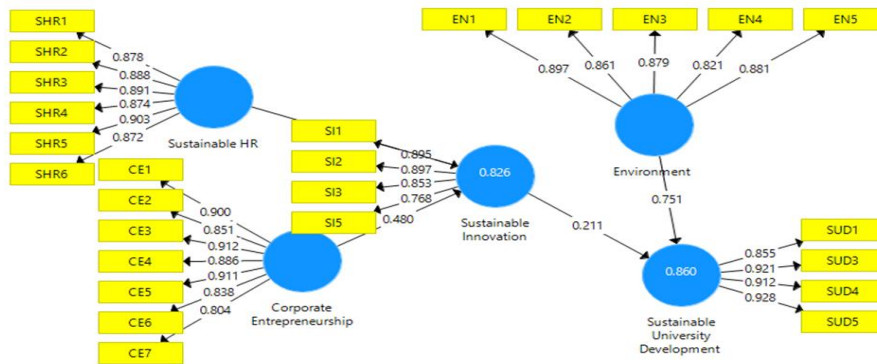 SHR1
SHR2
SHR3
SHR4
SHR5
SHR6
0.878
0.888
0.891
0.874
0.903
0.872
Sustainable HR
CE1
CE2
CE3
CE4
CE5
CE6
CE7
0.900
0.851
0.912
0.886
0.911
0.838
0.804
Corporate
Entrepreneurship
SI1
SI2
SI3
SI5
0.895
0.897
0.853
0.768
0.480
0.826
Sustainable
Innovation
EN1
EN2
EN3
EN4
EN5
0.897
0.861
0.879
0.821
0.881
Environment
0.751
0.211
0.860
Sustainable
University
Development
0.855
0.921
0.912
0.928
SUD1
SUD3
SUD4
SUD5